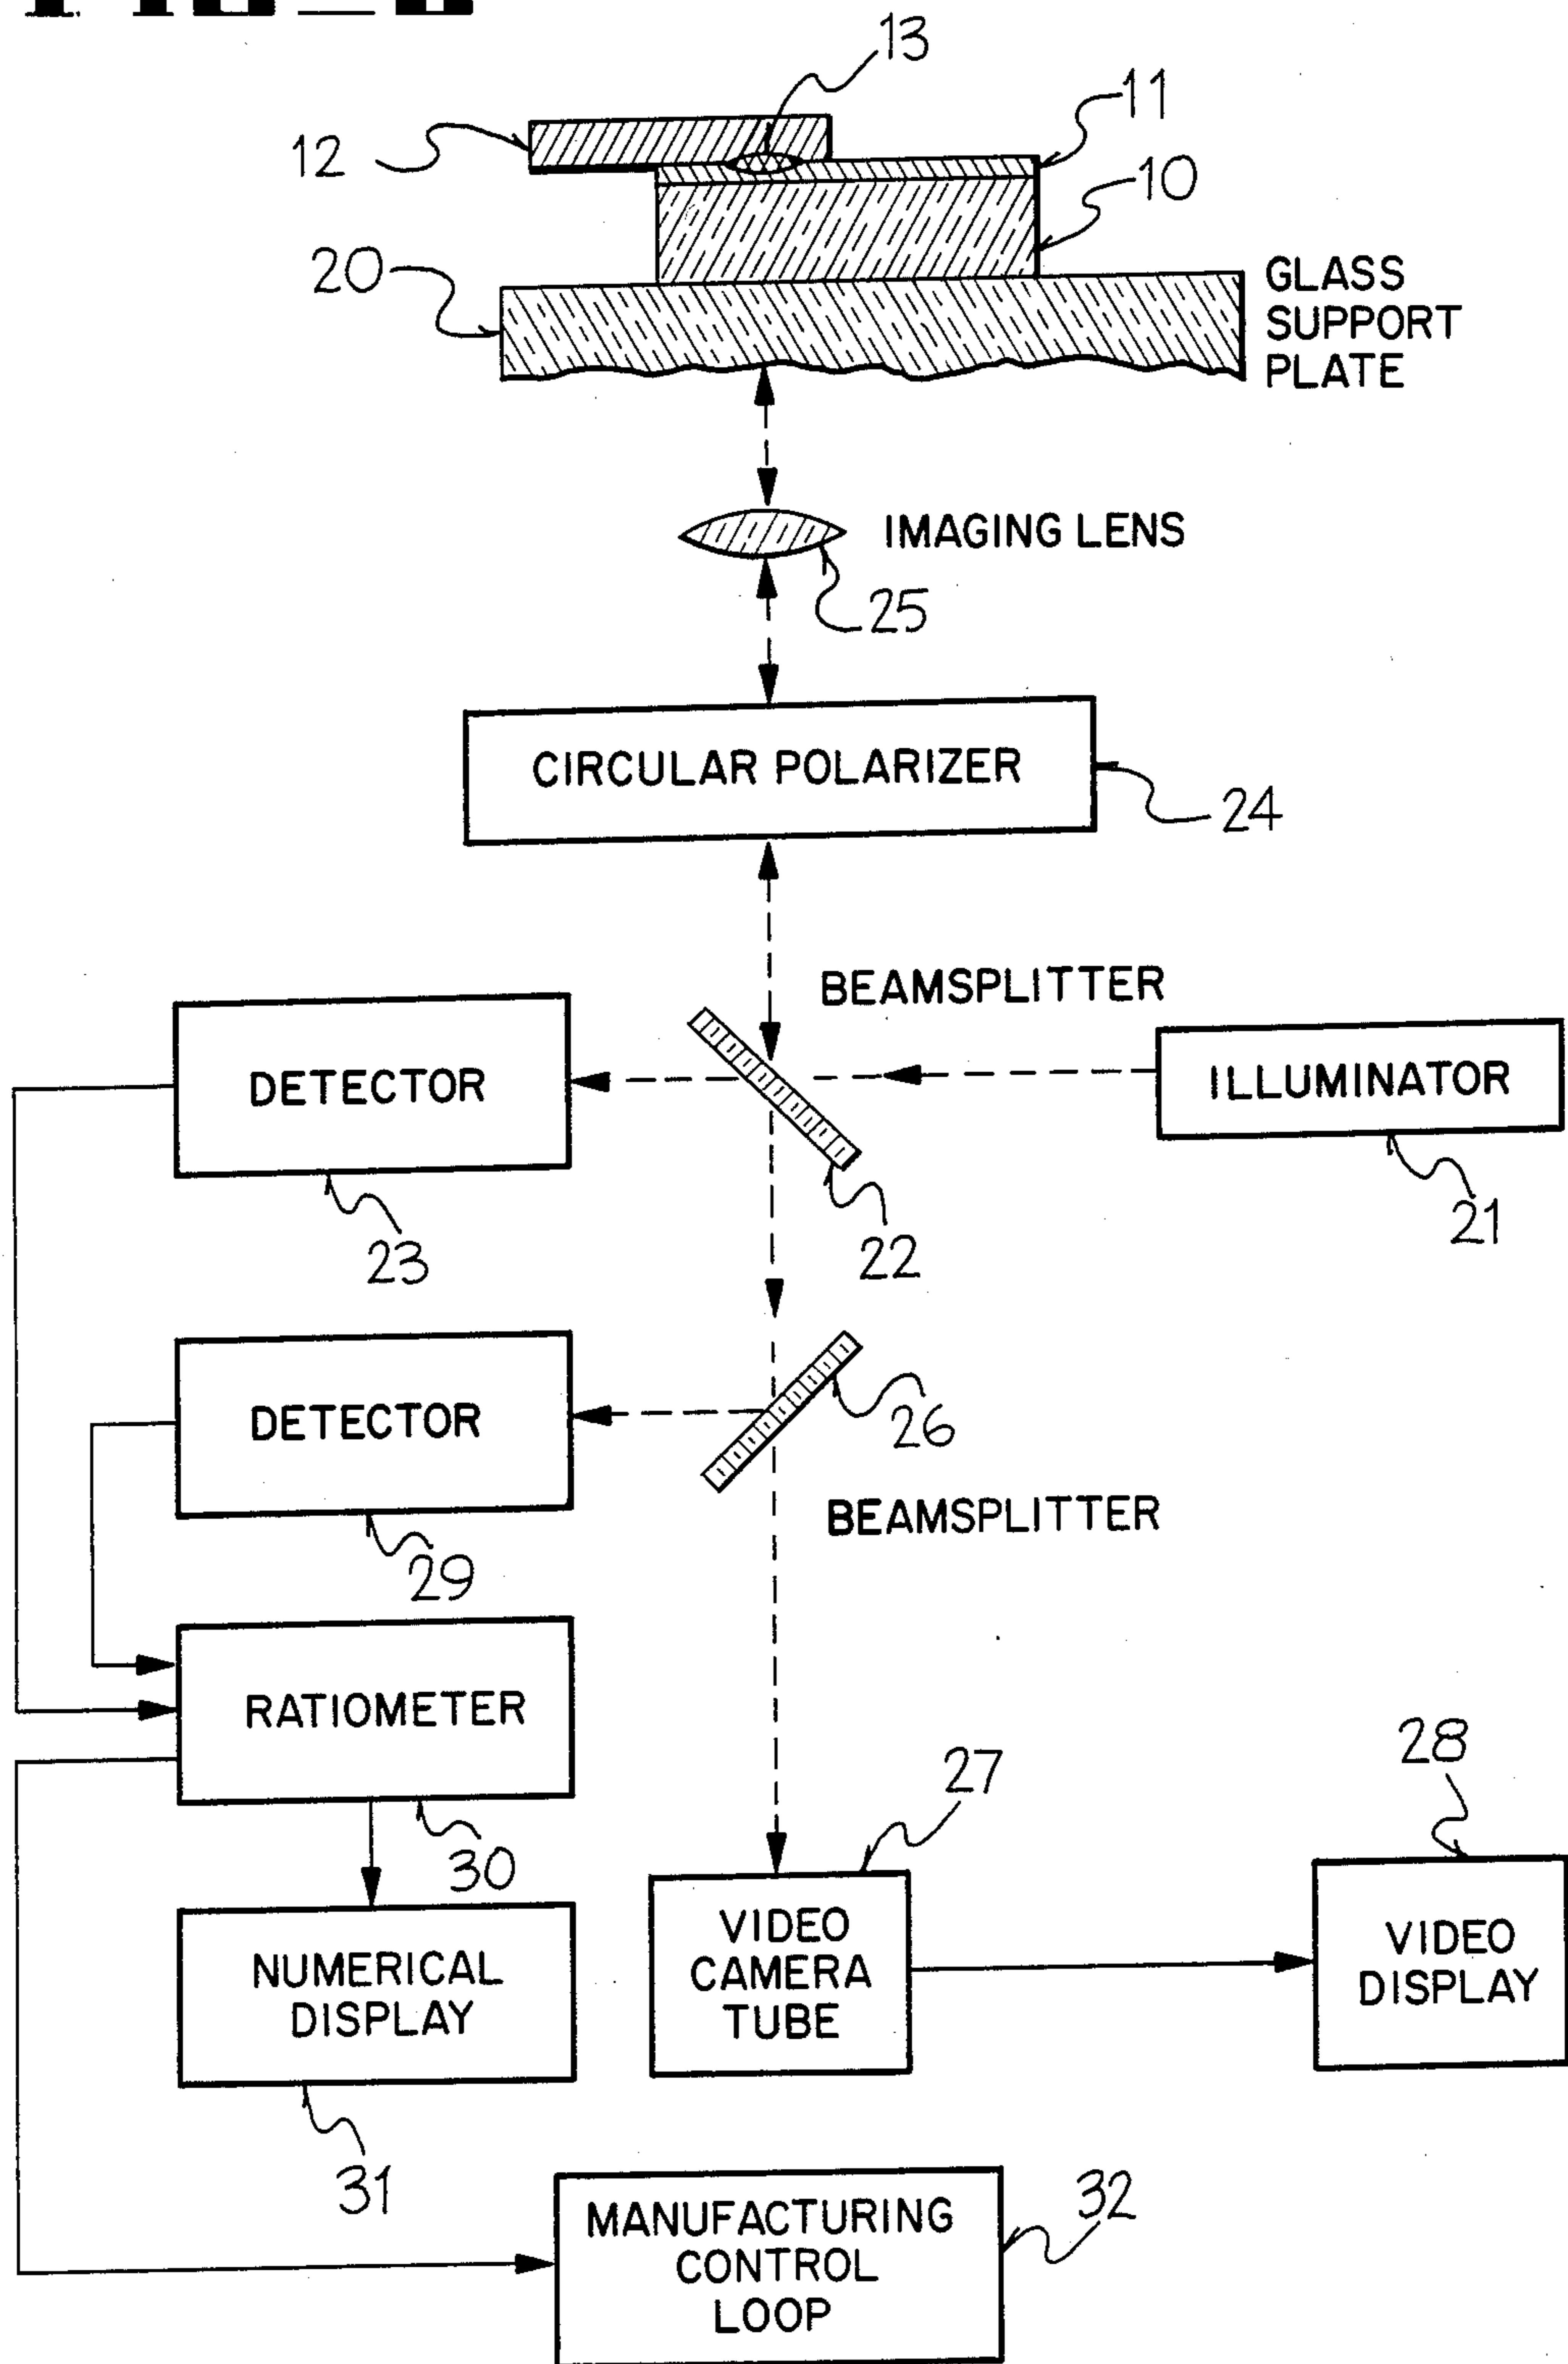 13
11
12
10
20
GLASS
SUPPORT
PLATE
IMAGING LENS
25
CIRCULAR POLARIZER
24
BEAMSPLITTER
DETECTOR
ILLUMINATOR
23
22
21
DETECTOR
26
BEAMSPLITTER
29
RATIOMETER
28
27
30
NUMERICAL
DISPLAY
VIDEO
CAMERA
TUBE
VIDEO
DISPLAY
31
32
MANUFACTURING
CONTROL
LOOP